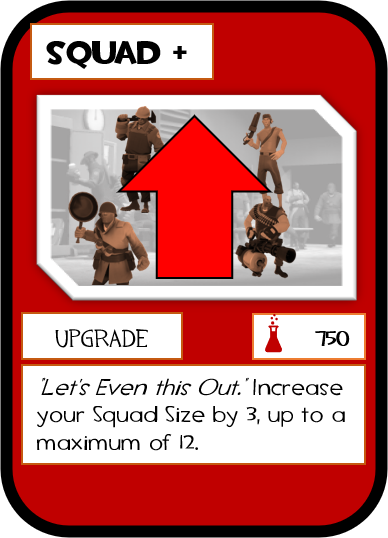 SQUAD +
UPGRADE
750
'Let's Even this Out.' Increase
your Squad Size by 3, up to a
maximum of 12.